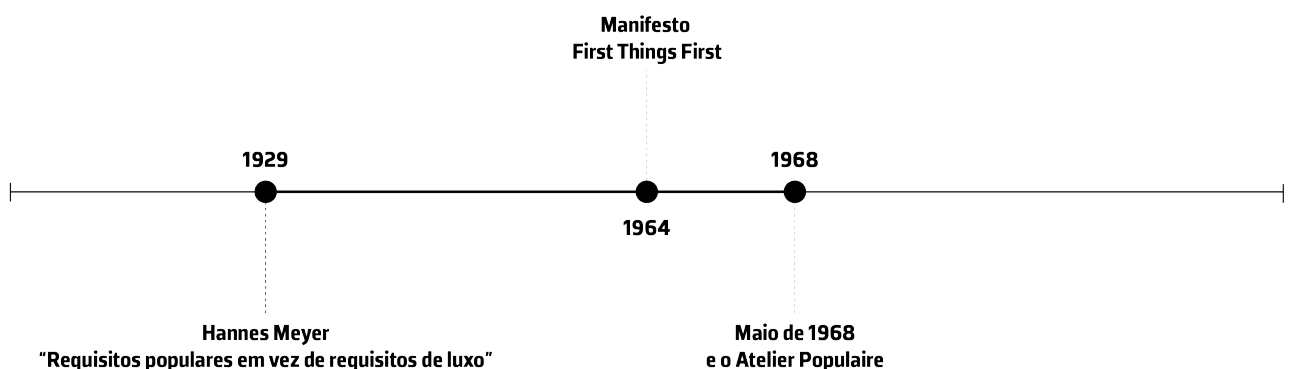 Manifesto
First Things First
1929
1968
1964
Hannes Meyer
“Requisitos populares em vez de requisitos de luxo”
Maio de 1968
e o Atelier Populaire